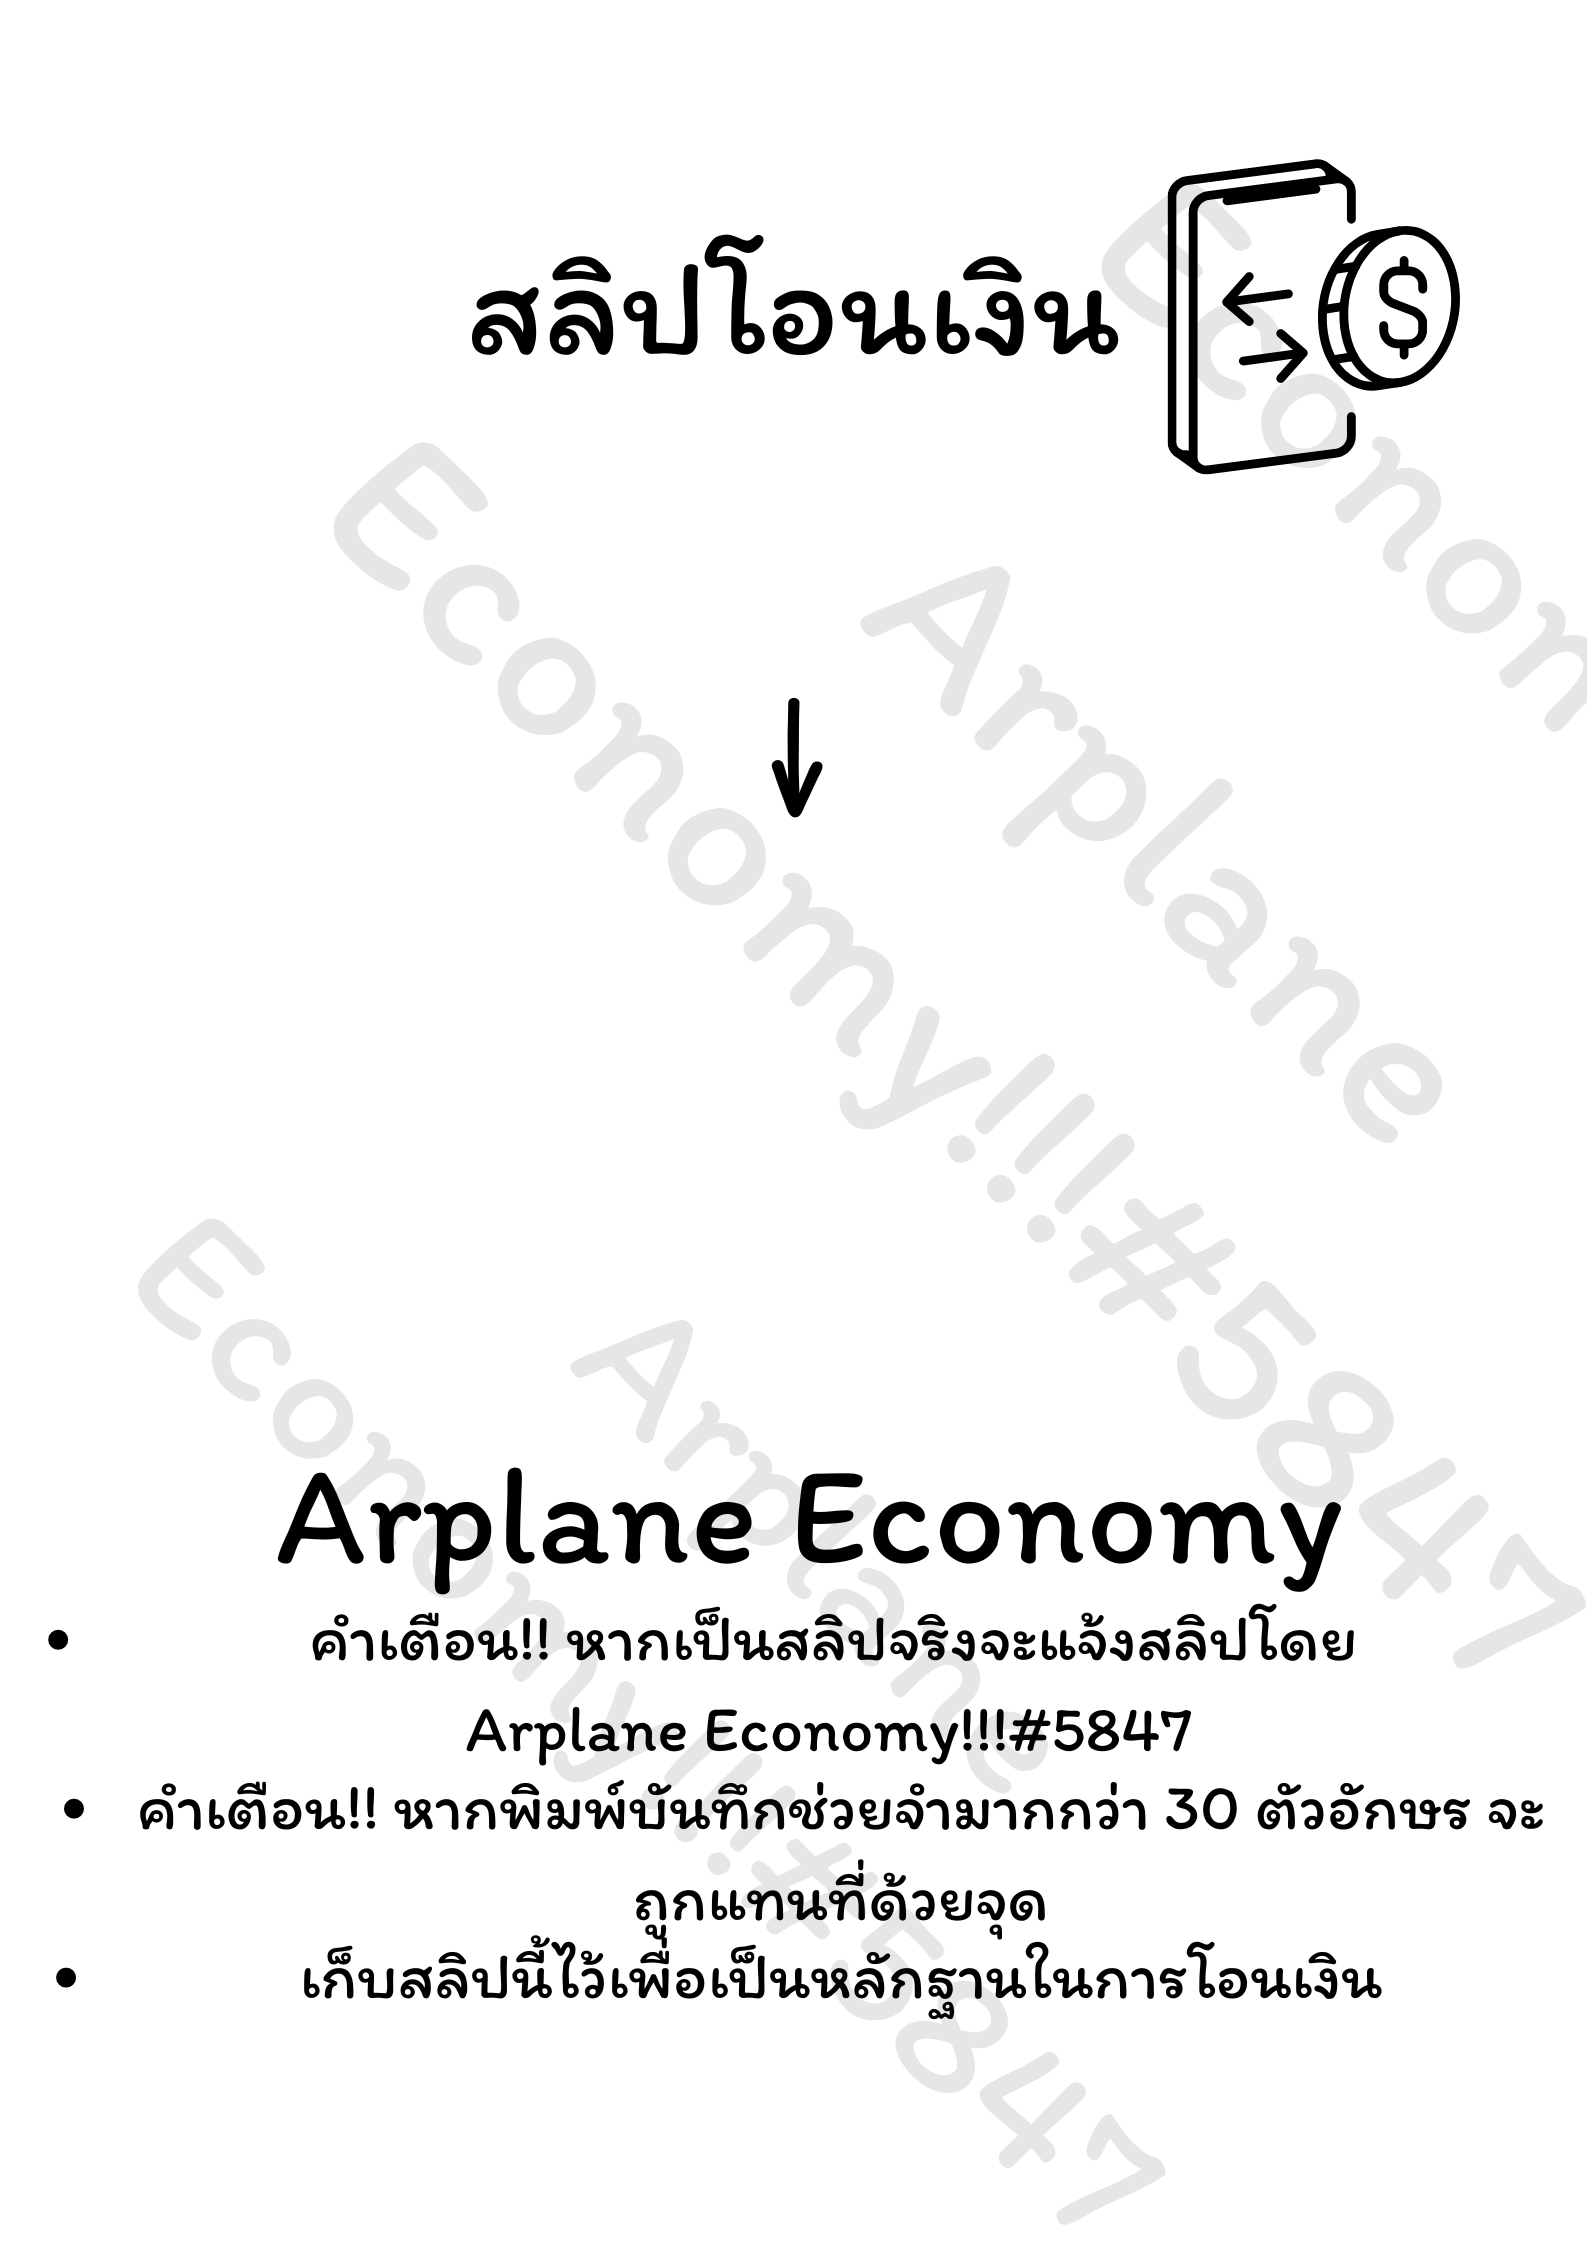 สลิปโอนเงิน
$
Economy!!!#5847
Arplane
Econom
Economy!!!#5847
Arplane
Arplane Economy
• คำเตือน!! หากเป็นสลิปจริงจะแจ้งสลิปโดย
Arplane Economy!!!#5847
• คำเตือน!! หากพิมพ์บันทึกช่วยจำมากกว่า 30 ตัวอักษร จะ
ถูกแทนที่ด้วยจุด
• เก็บสลิปนี้ไว้เพื่อเป็นหลักฐานในการโอนเงิน